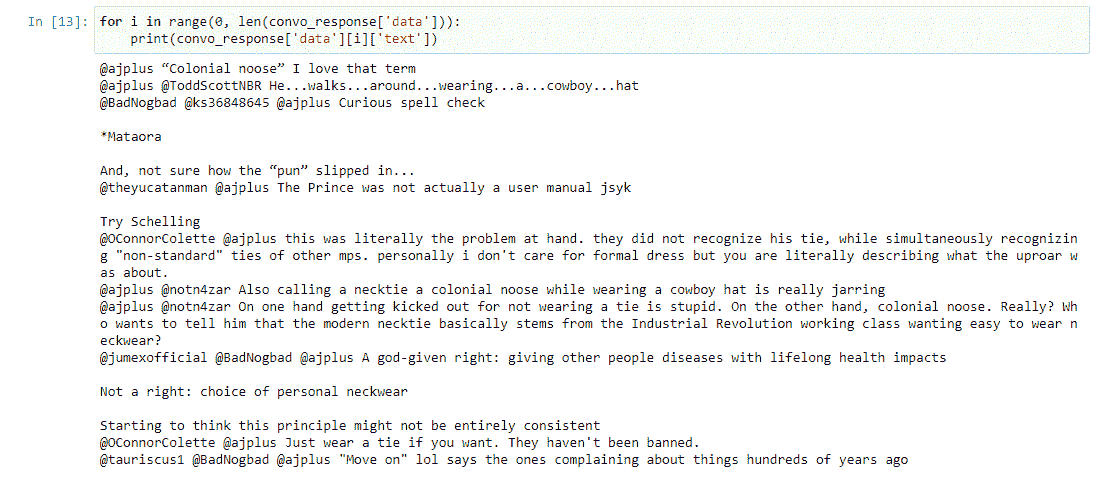 In [13]: for i in range(0, len(convo_response['data'])):
    print(convo_response['data'][i]['text'])
@ajplus “Colonial noose” I love that term
@ajplus @ToddScottNBR He...walks...around...wearing...a...cowboy...hat
@BadNogbad @ks36848645 @ajplus Curious spell check
*Mataora
And, not sure how the “pun” slipped in...
@theyucatanman @ajplus The Prince was not actually a user manual jsyk
Try Schelling
@OConnorColette @ajplus this was literally the problem at hand. they did not recognize his tie, while simultaneously recognizin
g "non-standard" ties of other mps. personally i don't care for formal dress but you are literally describing what the uproar w
as about.
@ajplus @notn4zar Also calling a necktie a colonial noose while wearing a cowboy hat is really jarring
@ajplus @notn4zar On one hand getting kicked out for not wearing a tie is stupid. On the other hand, colonial noose. Really? Wh
o wants to tell him that the modern necktie basically stems from the Industrial Revolution working class wanting easy to wear n
eckwear?
@jumexofficial @BadNogbad @ajplus A god-given right: giving other people diseases with lifelong health impacts
Not a right: choice of personal neckwear
Starting to think this principle might not be entirely consistent
@OConnorColette @ajplus Just wear a tie if you want. They haven't been banned.
@tauriscus1 @BadNogbad @ajplus "Move on" lol says the ones complaining about things hundreds of years ago